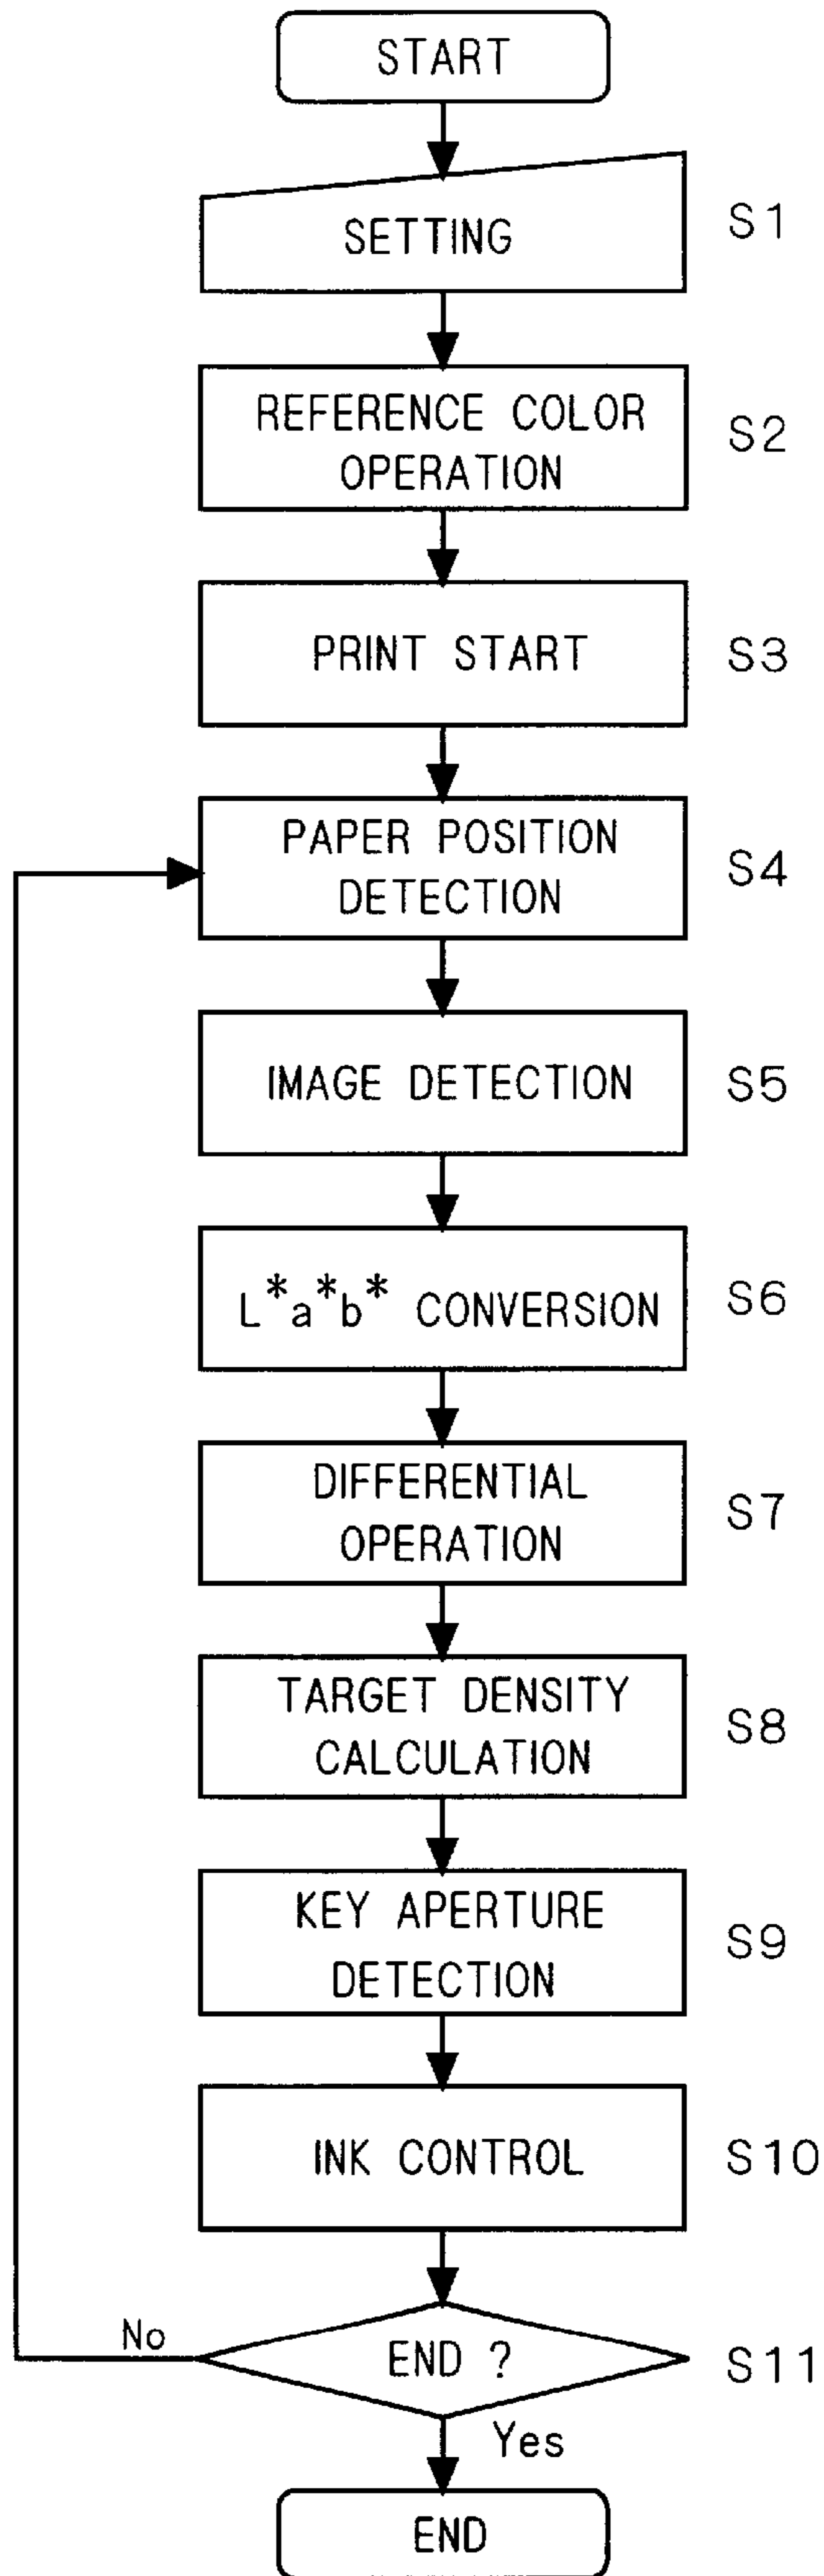 START
SETTING
S1
REFERENCE COLOR
OPERATION
S2
PRINT START
S3
PAPER POSITION
DETECTION
S4
IMAGE DETECTION
S5
L*a*b* CONVERSION
S6
DIFFERENTIAL
OPERATION
S7
TARGET DENSITY
CALCULATION
S8
KEY APERTURE
DETECTION
S9
INK CONTROL
S10
No
END ?
S11
Yes
END